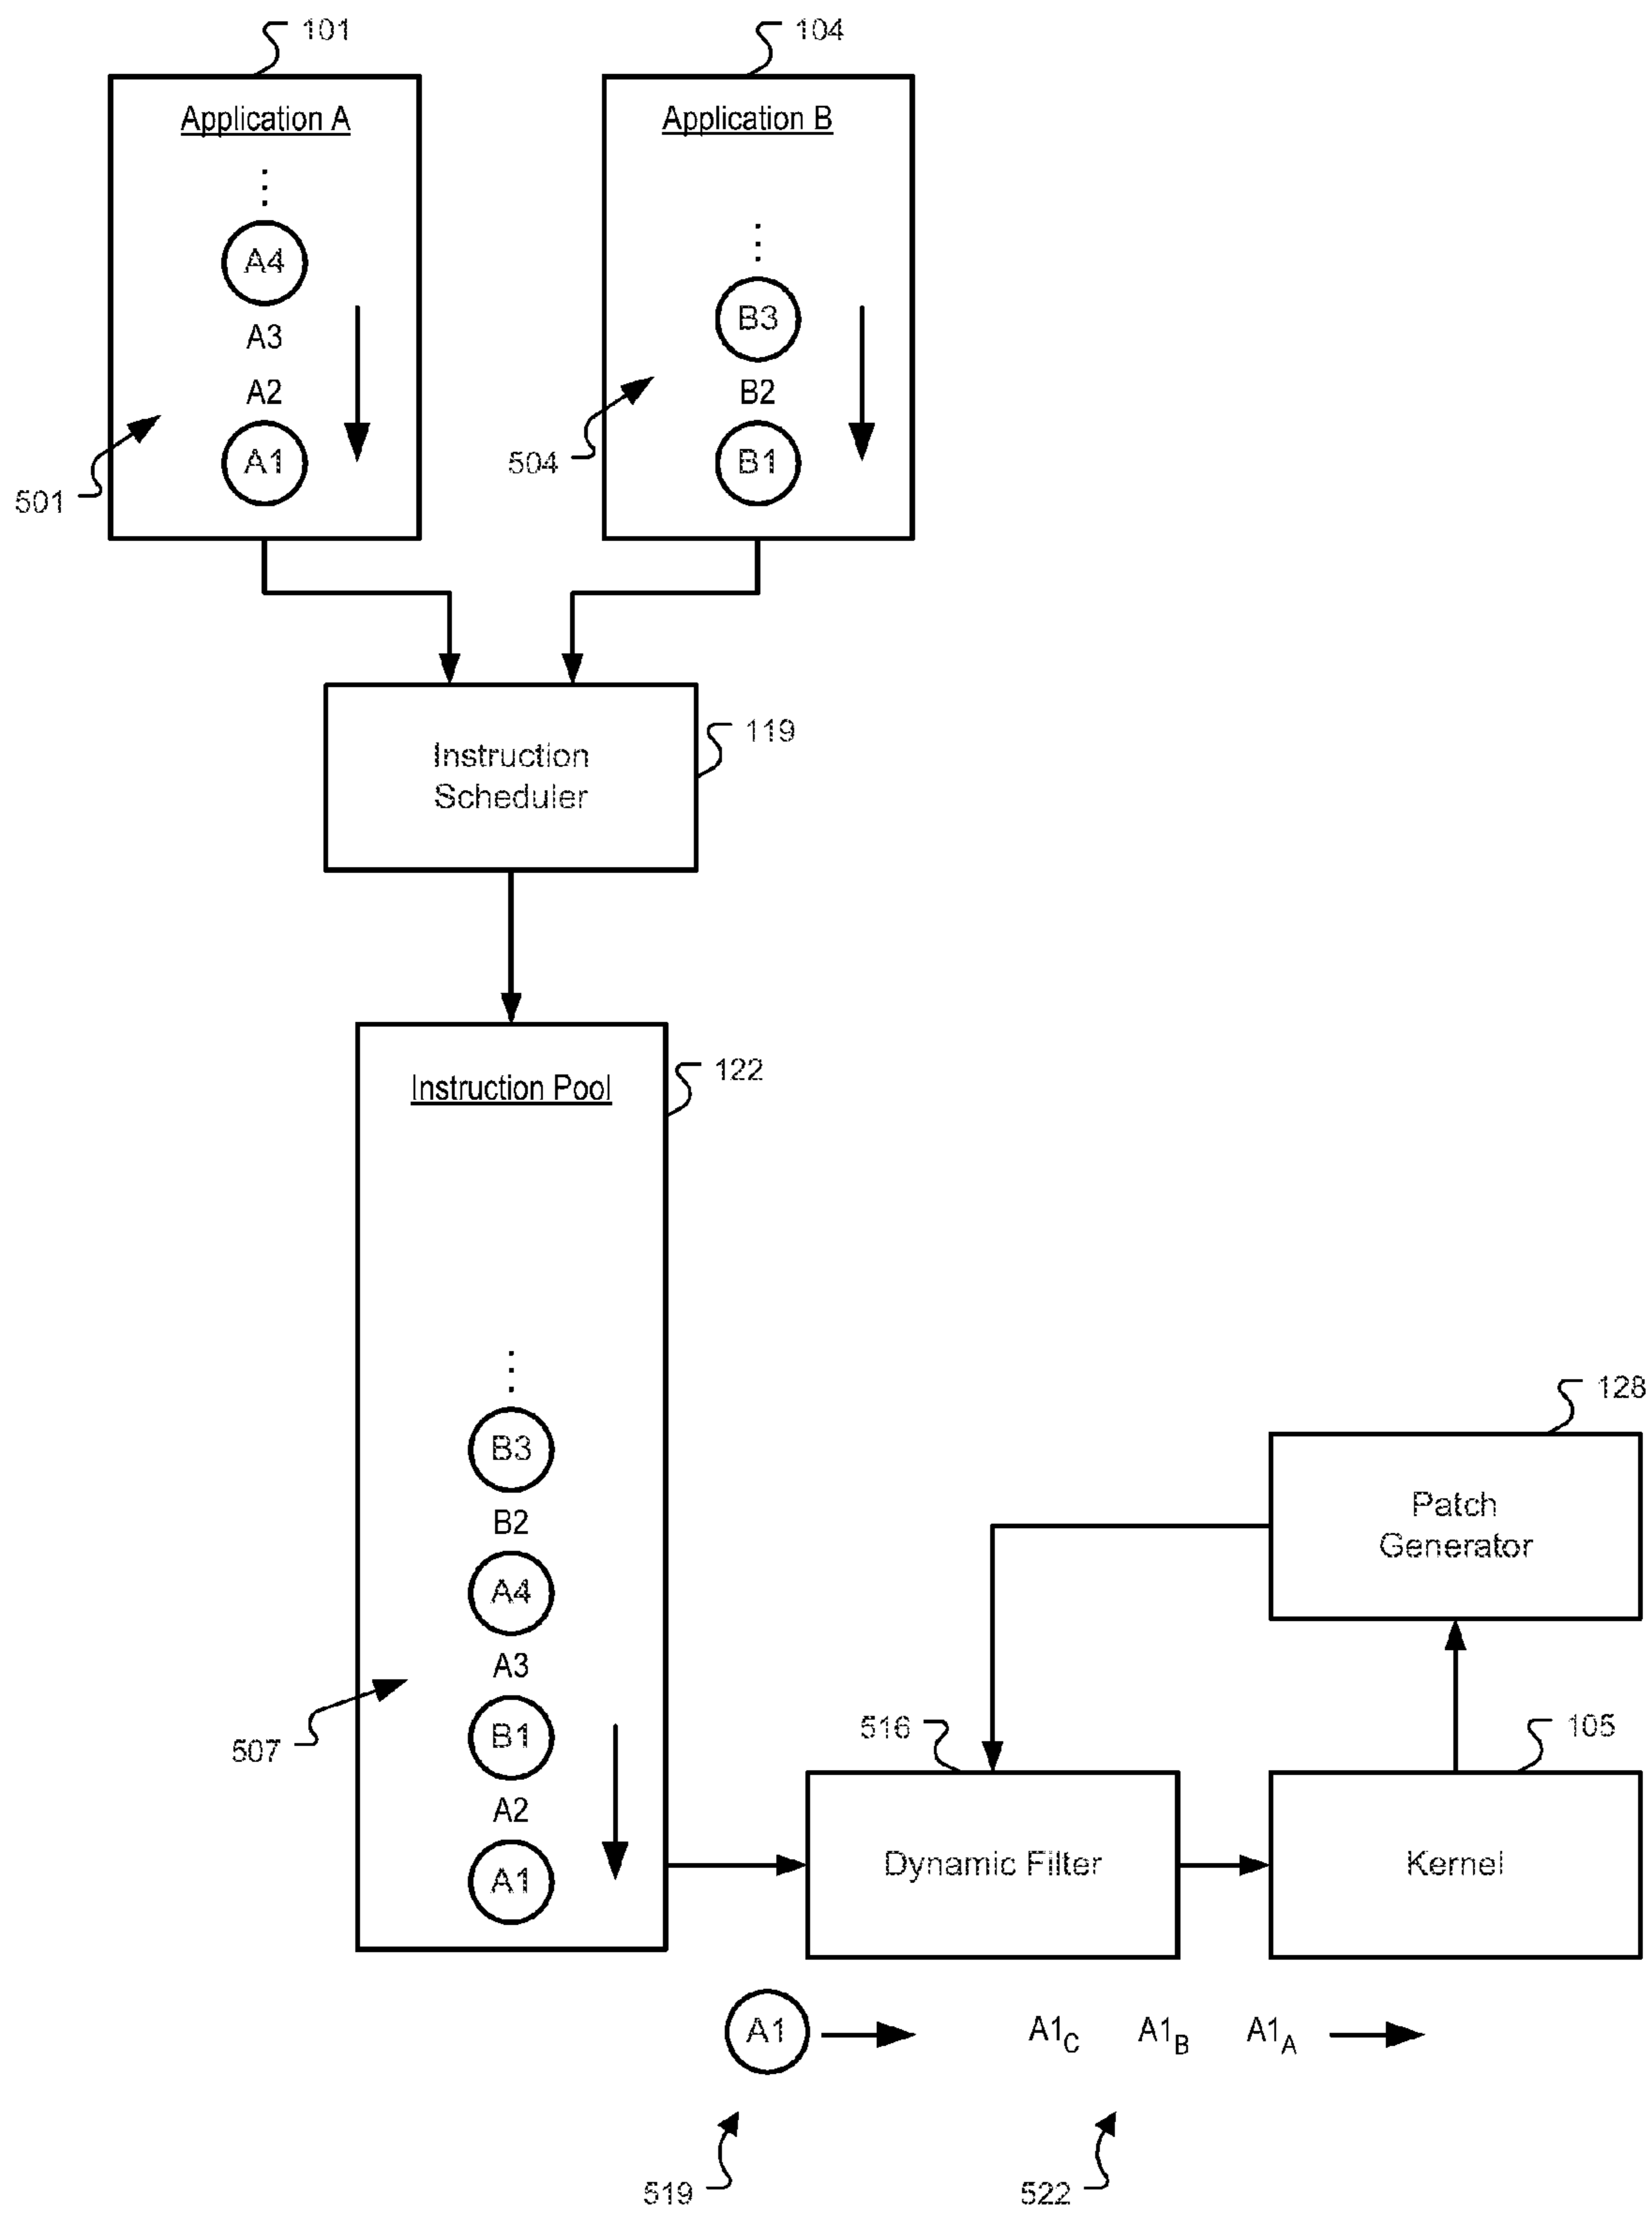 101
104
Application A
Application B
⋮
⋮
A4
B3
A3
A2
B2
A1
B1
501
504
Instruction
Scheduler
119
Instruction Pool
122
⋮
B3
B2
A4
A3
B1
A2
A1
507
128
Patch
Generator
516
105
Dynamic Filter
Kernel
A1
A1C A1B A1A
519
522